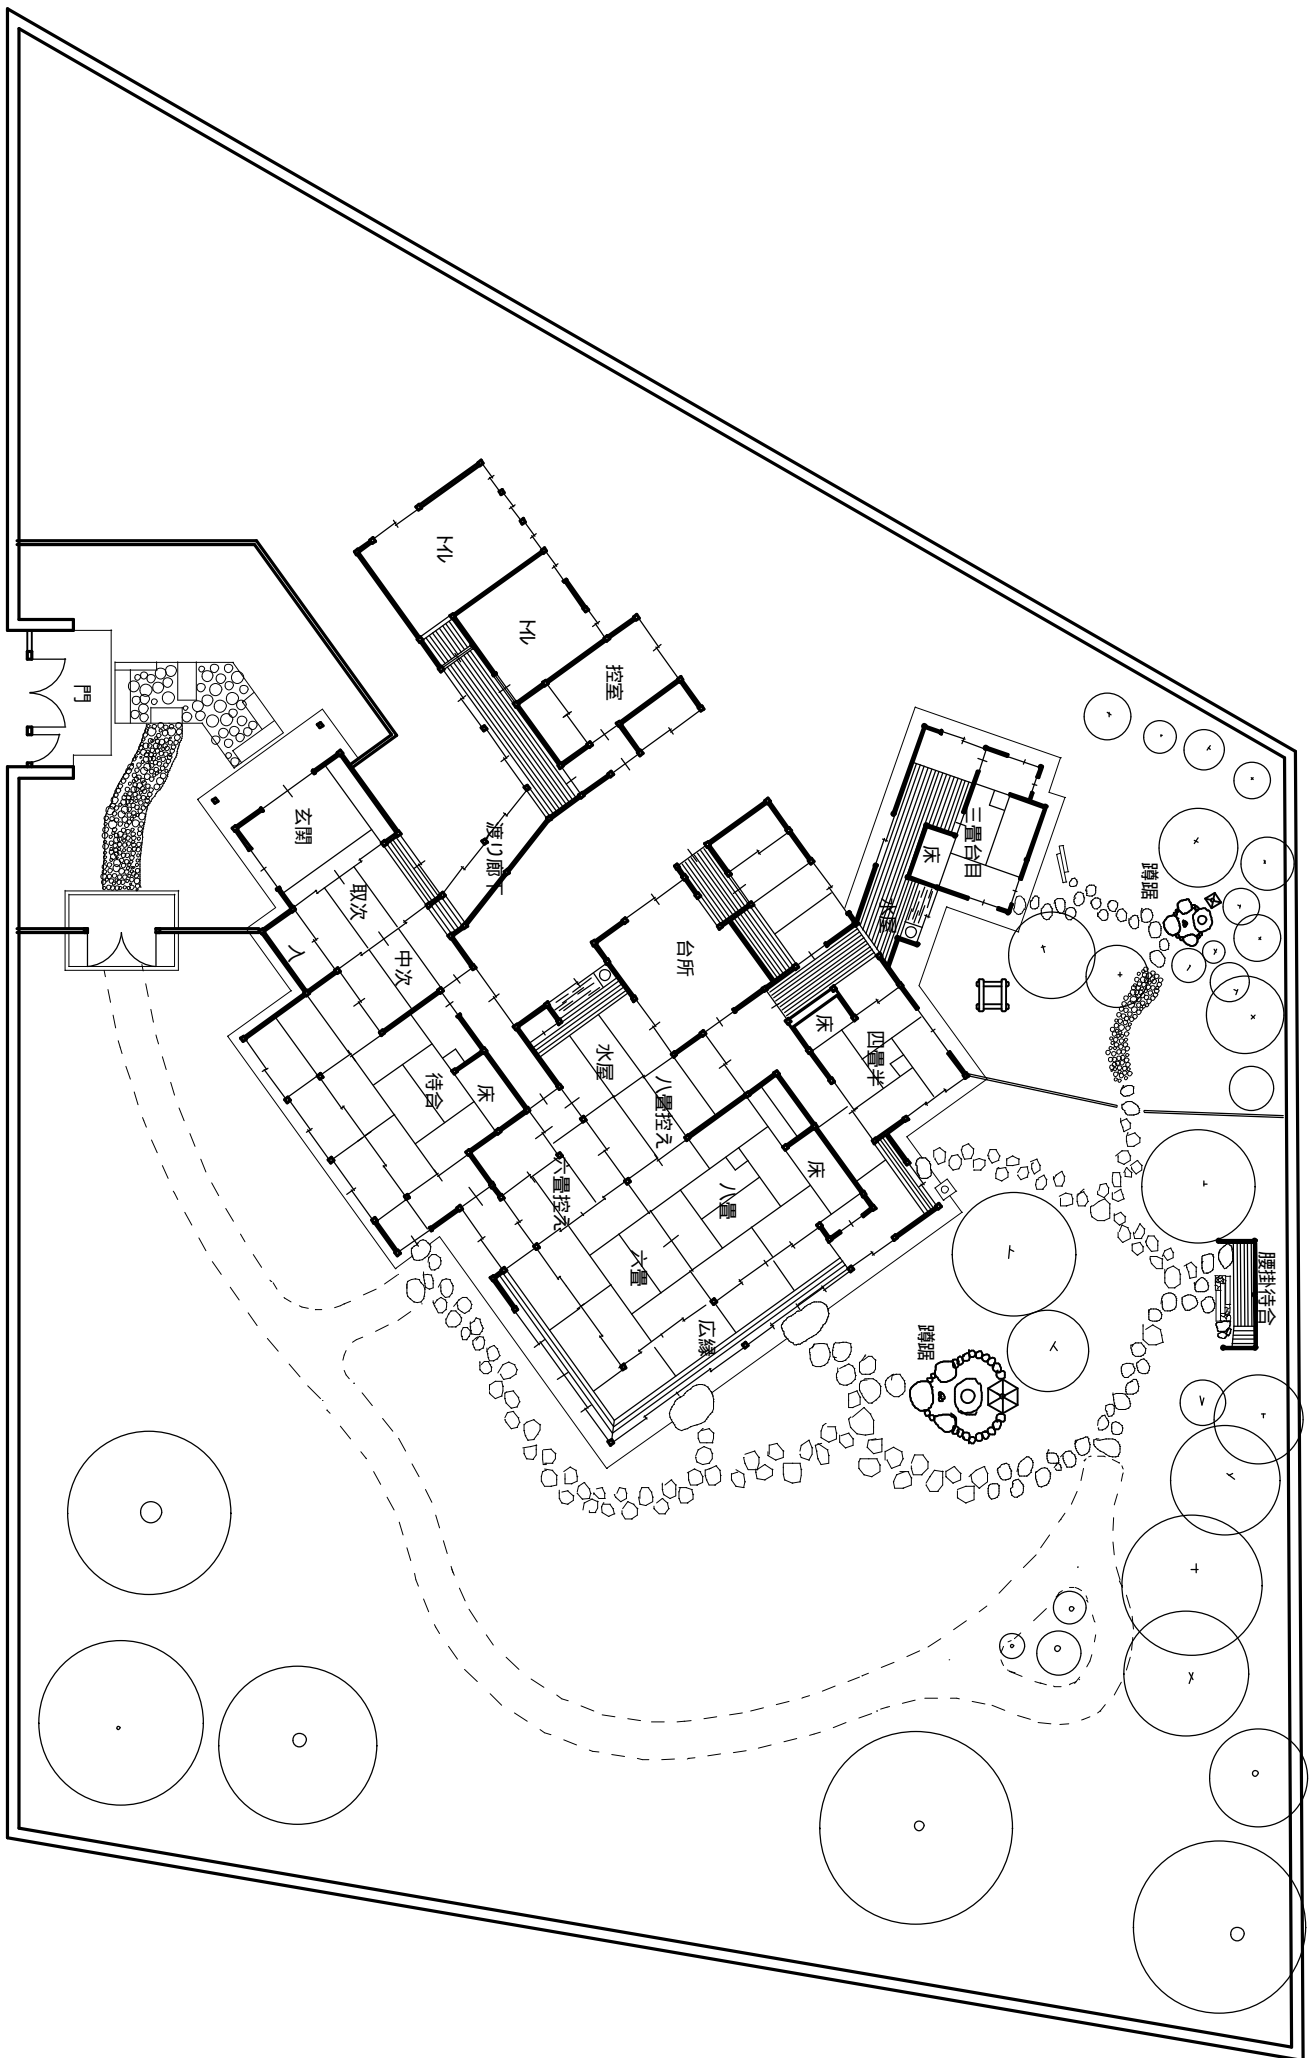 トイレ
トイレ
控室
門
玄関
渡り廊下
三畳台目
床
水屋
蹲踞
取次
入
中次
台所
床
四畳半
待合
床
水屋
八畳控え
床
六畳控え
八畳
六畳
広縁
蹲踞
腰掛待合